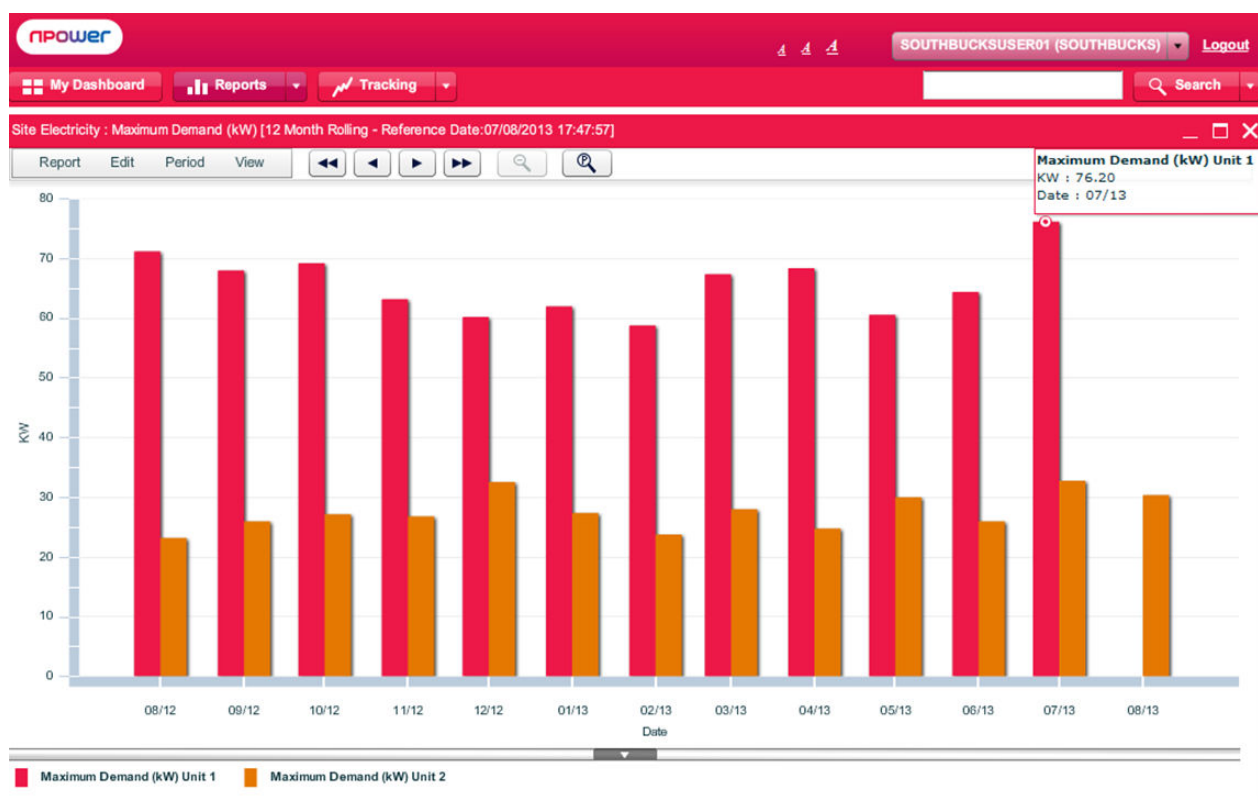 npower
A A A
SOUTHBUCKSUSER01 (SOUTHBUCKS)
Logout
My Dashboard
Reports
Tracking
Search
Site Electricity : Maximum Demand (kW) [12 Month Rolling - Reference Date:07/08/2013 17:47:57]
Report Edit Period View
P
Maximum Demand (kW) Unit 1
KW : 76.20
Date : 07/13
80
70
60
50
40
30
20
10
0
KW
08/12 09/12 10/12 11/12 12/12 01/13 02/13 03/13 04/13 05/13 06/13 07/13 08/13
Date
Maximum Demand (kW) Unit 1
Maximum Demand (kW) Unit 2